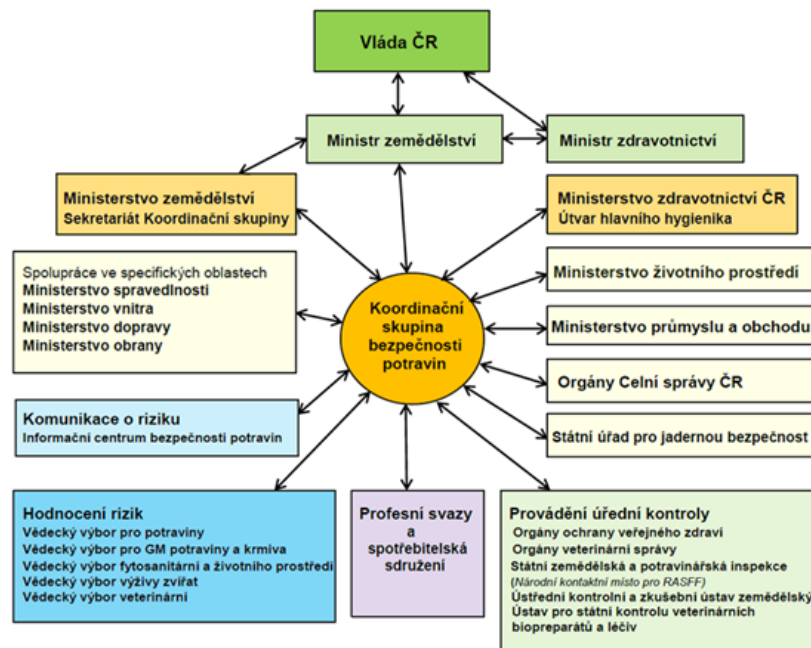 Vláda ČR
Ministr zemědělství
Ministr zdravotnictví
Ministerstvo zemědělství
Sekretariát Koordinační skupiny
Ministerstvo zdravotnictví ČR
Útvar hlavního hygienika
Spolupráce ve specifických oblastech
Ministerstvo spravedlnosti
Ministerstvo vnitra
Ministerstvo dopravy
Ministerstvo obrany
Koordinační
skupina
bezpečnosti
potravin
Ministerstvo životního prostředí
Ministerstvo průmyslu a obchodu
Orgány Celní správy ČR
Státní úřad pro jadernou bezpečnost
Komunikace o riziku
Informační centrum bezpečnosti potravin
Hodnocení rizik
Vědecký výbor pro potraviny
Vědecký výbor pro GM potraviny a krmiva
Vědecký výbor fytosanitární a životního prostředí
Vědecký výbor výživy zvířat
Vědecký výbor veterinární
Profesní svazy
a
spotřebitelská
sdružení
Provádění úřední kontroly
Orgány ochrany veřejného zdraví
Orgány veterinární správy
Státní zemědělská a potravinářská inspekce
(Národní kontaktní místo pro RASFF)
Ústřední kontrolní a zkušební ústav zemědělský
Ústav pro státní kontrolu veterinárních
biopreparátů a léčiv